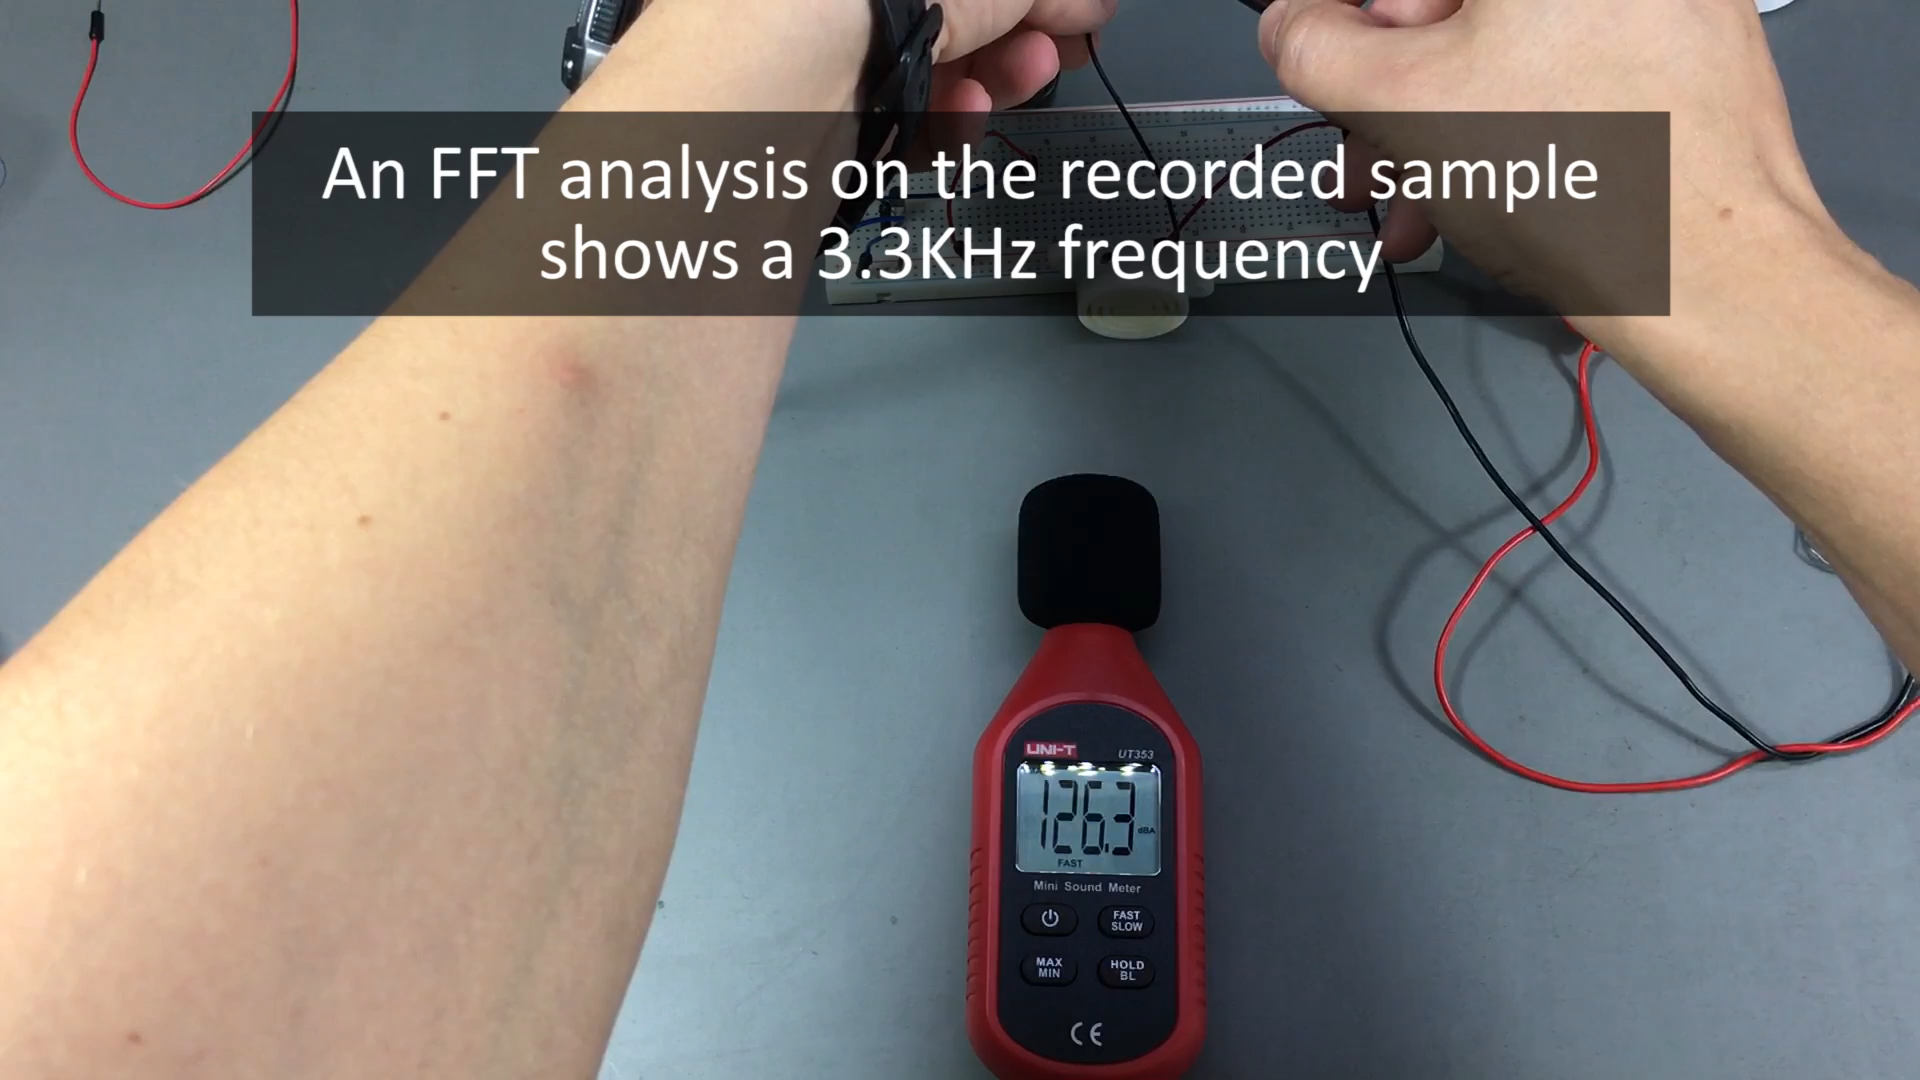 An FFT analysis on the recorded sample
shows a 3.3KHz frequency
UNI-T UT353
126.3 dBA
FAST
Mini Sound Meter
FAST
SLOW
MAX
MIN
HOLD
BL
CE